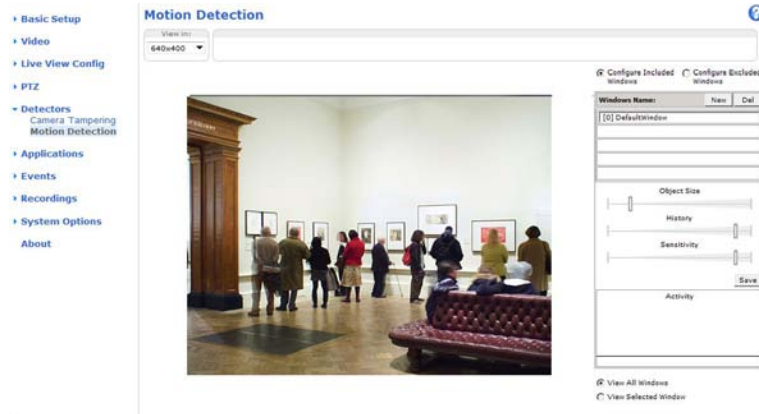 Basic Setup
Video
Live View Config
PTZ
Detectors
Camera Tampering
Motion Detection
Applications
Events
Recordings
System Options
About
Motion Detection
View in:
640x400
Configure Included
Windows
Configure Excluded
Windows
Windows Name:
New
Del
[0] DefaultWindow
Object Size
History
Sensitivity
Save
Activity
View All Windows
View Selected Window